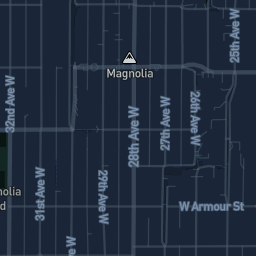 25th Ave W
Magnolia
32nd Ave W
28th Ave W
27th Ave W
26th Ave W
29th Ave W
31st Ave W
nolia
d
W Armour St
e W